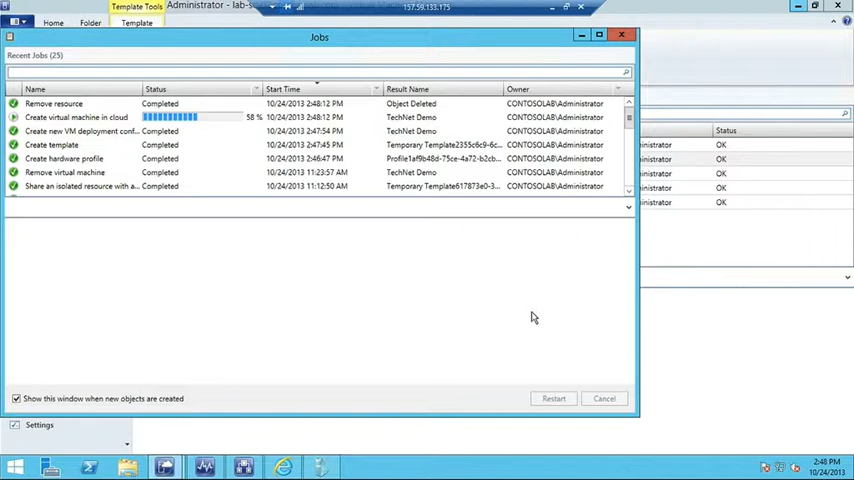 Template Tools
Administrator - lab-s
157.59.133.175
Home Folder Template
Jobs
Recent Jobs (25)
Name Status Start Time Result Name Owner
Remove resource Completed 10/24/2013 2:48:12 PM Object Deleted CONTOSOLAB\Administrator
Create virtual machine in cloud 58 % 10/24/2013 2:48:12 PM TechNet Demo CONTOSOLAB\Administrator
Create new VM deployment conf... Completed 10/24/2013 2:47:54 PM TechNet Demo CONTOSOLAB\Administrator
Create template Completed 10/24/2013 2:47:45 PM Temporary Template2355c6c9-6c... CONTOSOLAB\Administrator
Create hardware profile Completed 10/24/2013 2:46:47 PM Profile1af9b48d-75ce-4a72-b2cb... CONTOSOLAB\Administrator
Remove virtual machine Completed 10/24/2013 11:23:57 AM TechNet Demo CONTOSOLAB\Administrator
Share an isolated resource with a... Completed 10/24/2013 11:12:50 AM Temporary Template617873e0-3... CONTOSOLAB\Administrator
Status
ministrator OK
ministrator OK
ministrator OK
ministrator OK
ministrator OK
Show this window when new objects are created
Restart Cancel
Settings
2:48 PM
10/24/2013